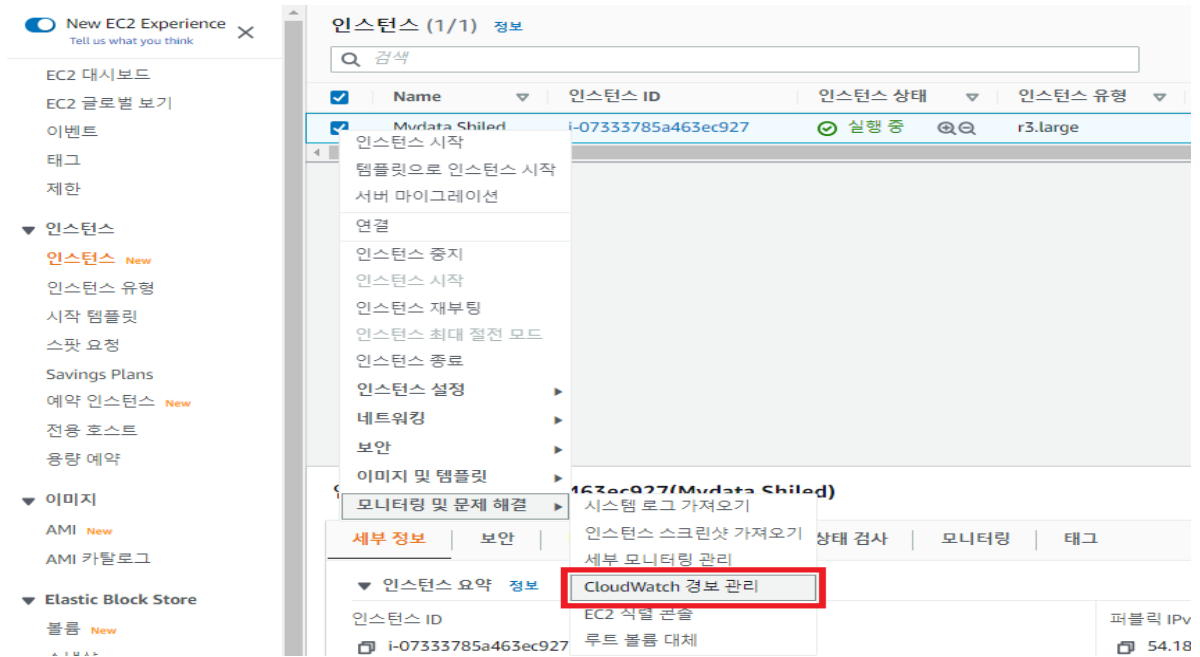 New EC2 Experience
Tell us what you think
EC2 대시보드
EC2 글로벌 보기
이벤트
태그
제한
인스턴스
인스턴스 New
인스턴스 유형
시작 템플릿
스팟 요청
Savings Plans
예약 인스턴스 New
전용 호스트
용량 예약
이미지
AMI New
AMI 카탈로그
Elastic Block Store
볼륨 New
인스턴스 (1/1) 정보
검색
Name 인스턴스 ID 인스턴스 상태 인스턴스 유형
Mydata Shiled i-07333785a463ec927 실행 중 r3.large
인스턴스 시작
템플릿으로 인스턴스 시작
서버 마이그레이션
연결
인스턴스 중지
인스턴스 시작
인스턴스 재부팅
인스턴스 최대 절전 모드
인스턴스 종료
인스턴스 설정
네트워킹
보안
이미지 및 템플릿
모니터링 및 문제 해결
463ec927(Mydata Shiled)
시스템 로그 가져오기
인스턴스 스크린샷 가져오기
세부 모니터링 관리
CloudWatch 경보 관리
EC2 직렬 콘솔
루트 볼륨 대체
세부 정보 보안 상태 검사 모니터링 태그
인스턴스 요약 정보
인스턴스 ID 퍼블릭 IPv
i-07333785a463ec927 54.18